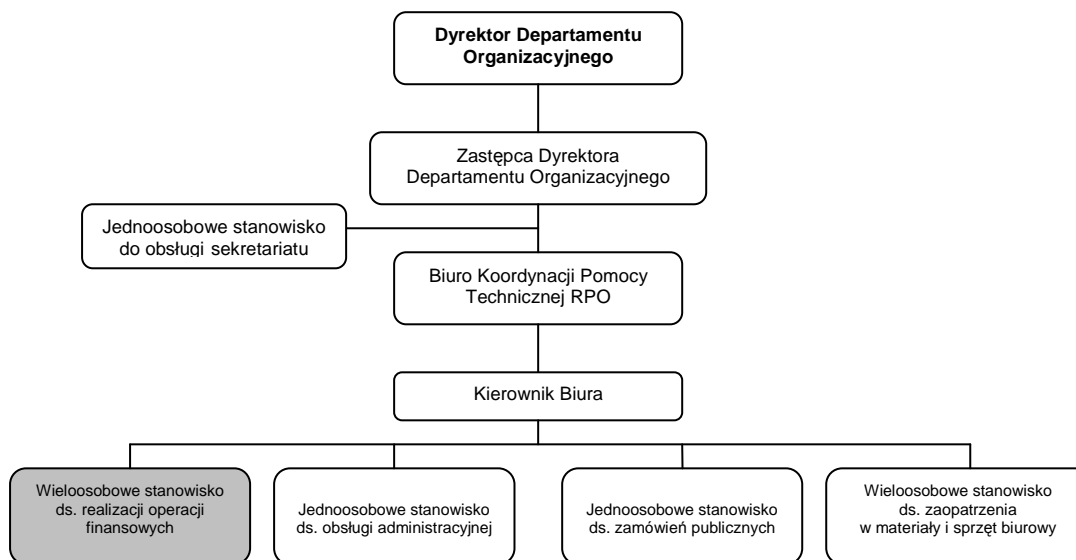 Dyrektor Departamentu
Organizacyjnego
Zastępca Dyrektora
Departamentu Organizacyjnego
Jednoosobowe stanowisko
do obsługi sekretariatu
Biuro Koordynacji Pomocy
Technicznej RPO
Kierownik Biura
Wieloosobowe stanowisko
ds. realizacji operacji
finansowych
Jednoosobowe stanowisko
ds. obsługi administracyjnej
Jednoosobowe stanowisko
ds. zamówień publicznych
Wieloosobowe stanowisko
ds. zaopatrzenia
w materiały i sprzęt biurowy